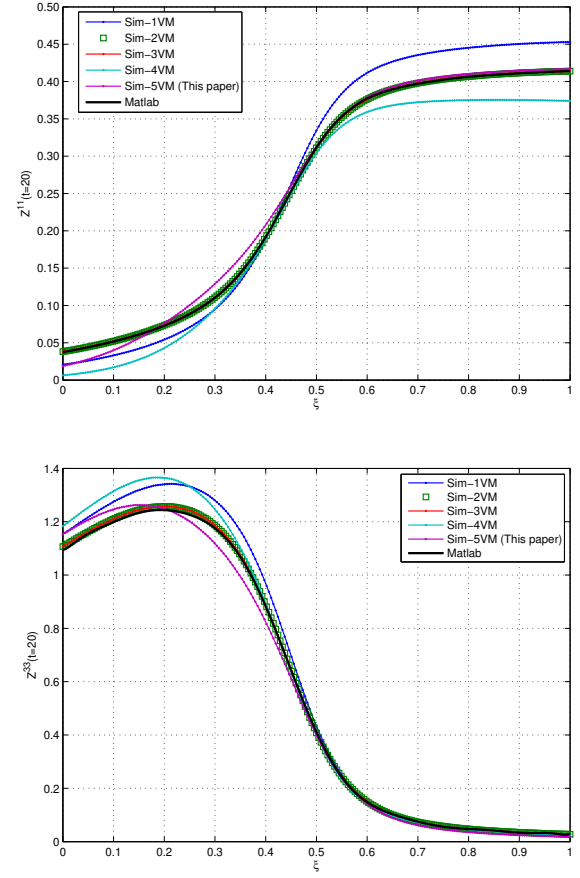 0.50
0.45
0.40
0.35
0.30
0.25
0.20
0.15
0.10
0.05
0
Z^11(t=20)
Sim-1VM
Sim-2VM
Sim-3VM
Sim-4VM
Sim-5VM (This paper)
Matlab
0 0.1 0.2 0.3 0.4 0.5 0.6 0.7 0.8 0.9 1
ξ
1.4
1.2
1
0.8
0.6
0.4
0.2
0
Z^33(t=20)
Sim-1VM
Sim-2VM
Sim-3VM
Sim-4VM
Sim-5VM (This paper)
Matlab
0 0.1 0.2 0.3 0.4 0.5 0.6 0.7 0.8 0.9 1
ξ